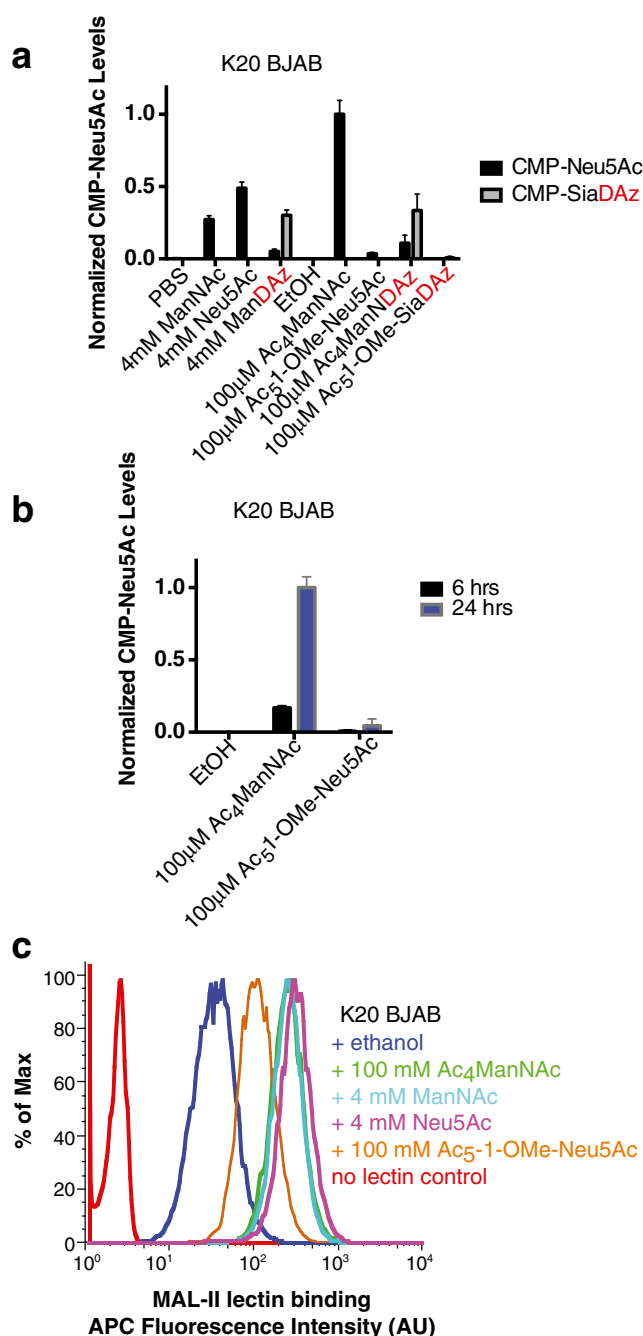 a
K20 BJAB
Normalized CMP-Neu5Ac Levels
1.0
0.5
0.0
CMP-Neu5Ac
CMP-SiaDAz
PBS
4mM ManNAc
4mM Neu5Ac
4mM ManDAz
EtOH
100μM Ac4ManNAc
100μM Ac51-OMe-Neu5Ac
100μM Ac4ManNDAz
100μM Ac51-OMe-SiaDAz
b
K20 BJAB
Normalized CMP-Neu5Ac Levels
1.0
0.5
0.0
6 hrs
24 hrs
EtOH
100μM Ac4ManNAc
100μM Ac51-OMe-Neu5Ac
c
% of Max
100
80
60
40
20
0
K20 BJAB
+ ethanol
+ 100 mM Ac4ManNAc
+ 4 mM ManNAc
+ 4 mM Neu5Ac
+ 100 mM Ac5-1-OMe-Neu5Ac
no lectin control
10^0 10^1 10^2 10^3 10^4
MAL-II lectin binding
APC Fluorescence Intensity (AU)